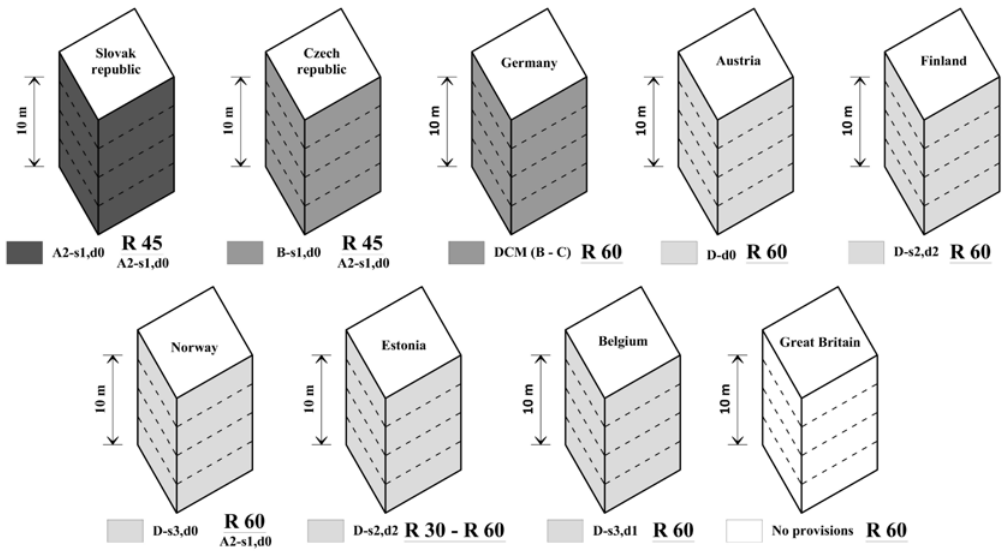 Slovak
republic
10 m
A2-s1,d0
R 45
A2-s1,d0
Czech
republic
10 m
B-s1,d0
R 45
A2-s1,d0
Germany
10 m
DCM (B - C)
R 60
Austria
10 m
D-d0
R 60
Finland
10 m
D-s2,d2
R 60
Norway
10 m
D-s3,d0
R 60
A2-s1,d0
Estonia
10 m
D-s2,d2
R 30 - R 60
Belgium
10 m
D-s3,d1
R 60
Great Britain
10 m
No provisions
R 60